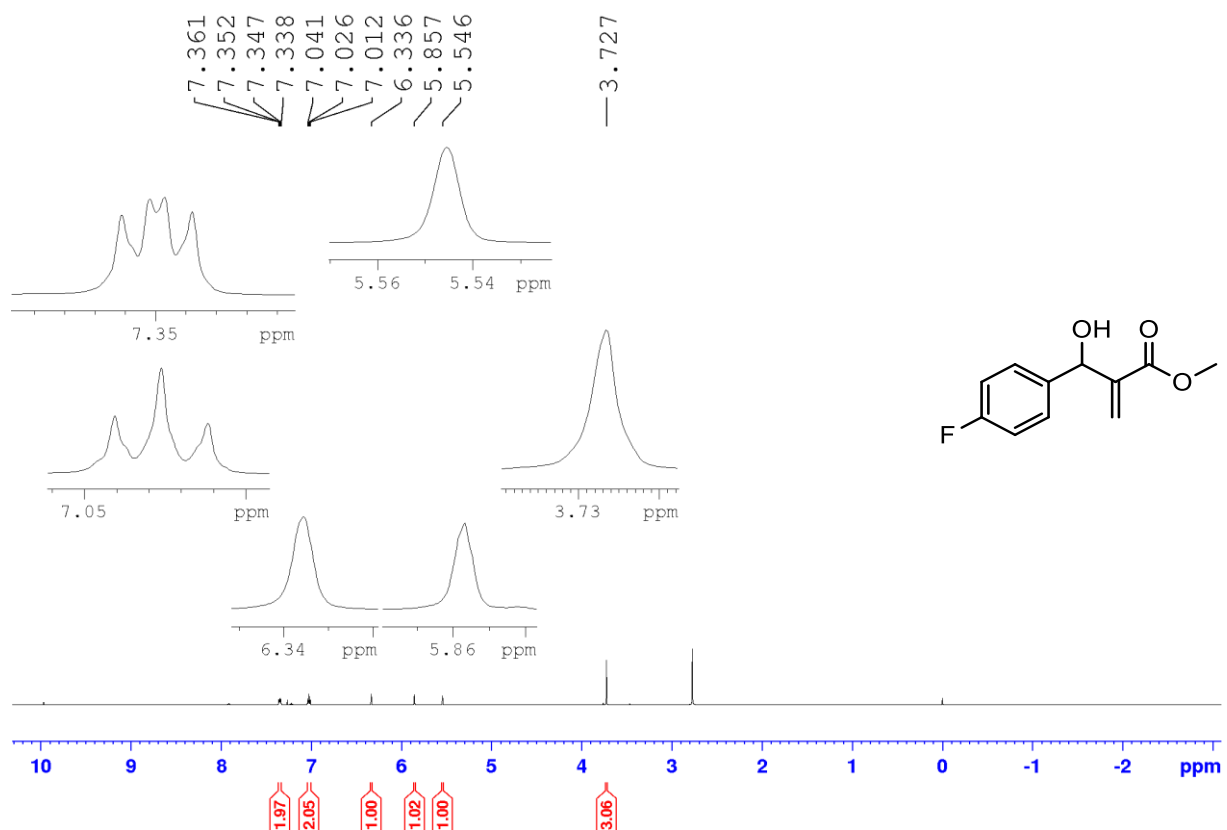 7.361
7.352
7.347
7.338
7.041
7.026
7.012
6.336
5.857
5.546
3.727
5.56 5.54 ppm
7.35 ppm
OH O
O
F
7.05 ppm
3.73 ppm
6.34 ppm
5.86 ppm
10 9 8 7 6 5 4 3 2 1 0 -1 -2 ppm
1.97
2.05
1.00
1.02
1.00
3.06